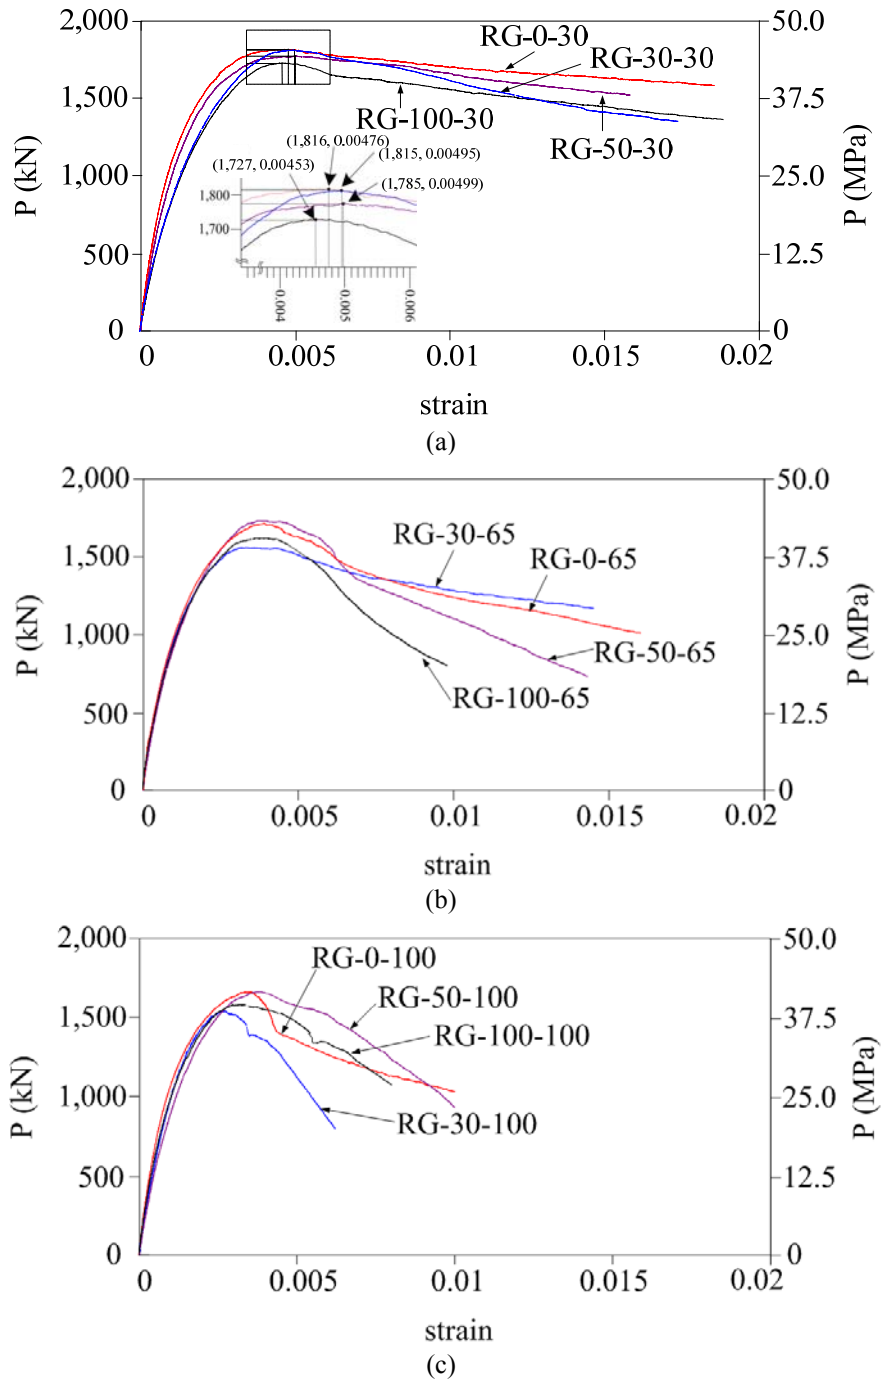 2,000
1,500
1,000
500
0
P (kN)
50.0
37.5
25.0
12.5
0
P (MPa)
RG-0-30
RG-30-30
RG-100-30
RG-50-30
(1,816, 0.00476)
(1,727, 0.00453)
(1,815, 0.00495)
(1,785, 0.00499)
1,800
1,700
0.004
0.005
0.006
0 0.005 0.01 0.015 0.02
strain
(a)
2,000
1,500
1,000
500
0
P (kN)
50.0
37.5
25.0
12.5
0
P (MPa)
RG-30-65
RG-0-65
RG-50-65
RG-100-65
0 0.005 0.01 0.015 0.02
strain
(b)
2,000
1,500
1,000
500
0
P (kN)
50.0
37.5
25.0
12.5
0
P (MPa)
RG-0-100
RG-50-100
RG-100-100
RG-30-100
0 0.005 0.01 0.015 0.02
strain
(c)